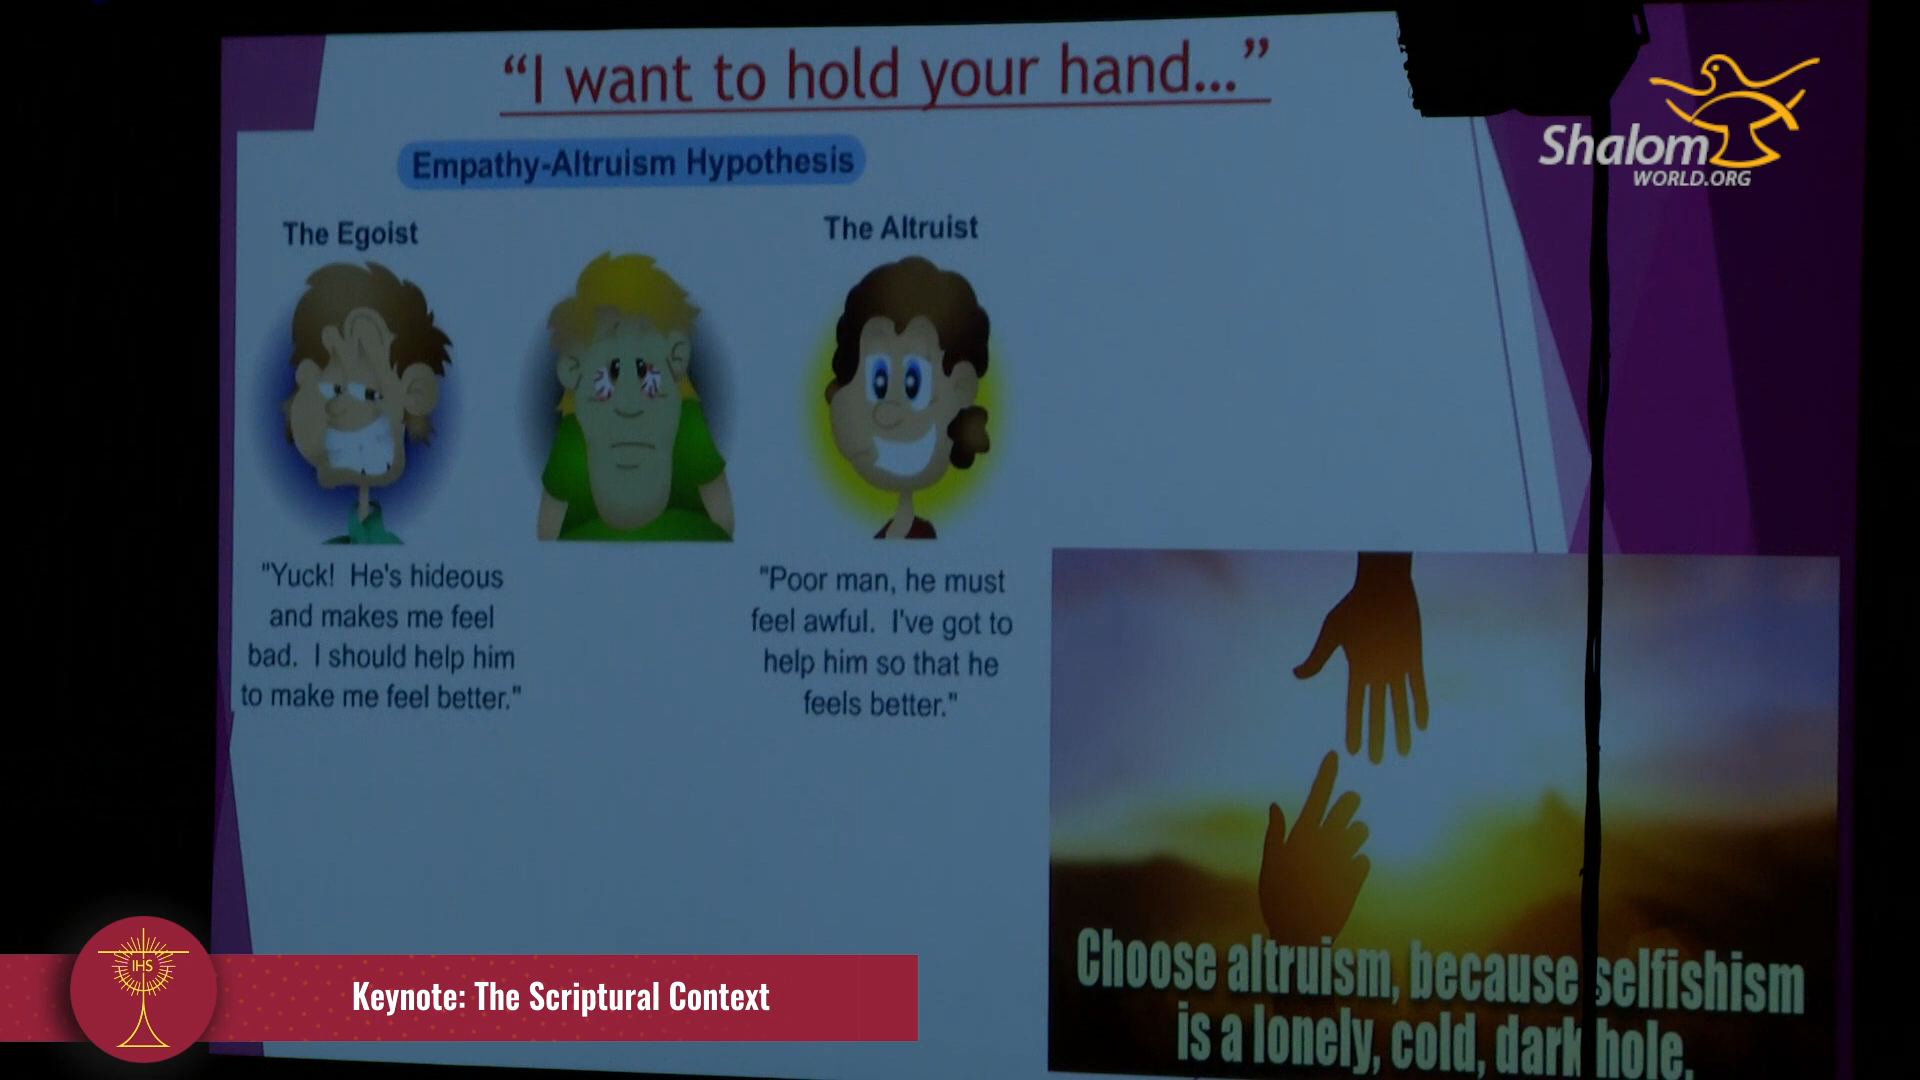 “I want to hold your hand...”
Empathy-Altruism Hypothesis
The Egoist
The Altruist
"Yuck! He's hideous
and makes me feel
bad. I should help him
to make me feel better."
"Poor man, he must
feel awful. I've got to
help him so that he
feels better."
Choose altruism, because selfishism
is a lonely, cold, dark hole.
Shalom
WORLD.ORG
IHS
Keynote: The Scriptural Context